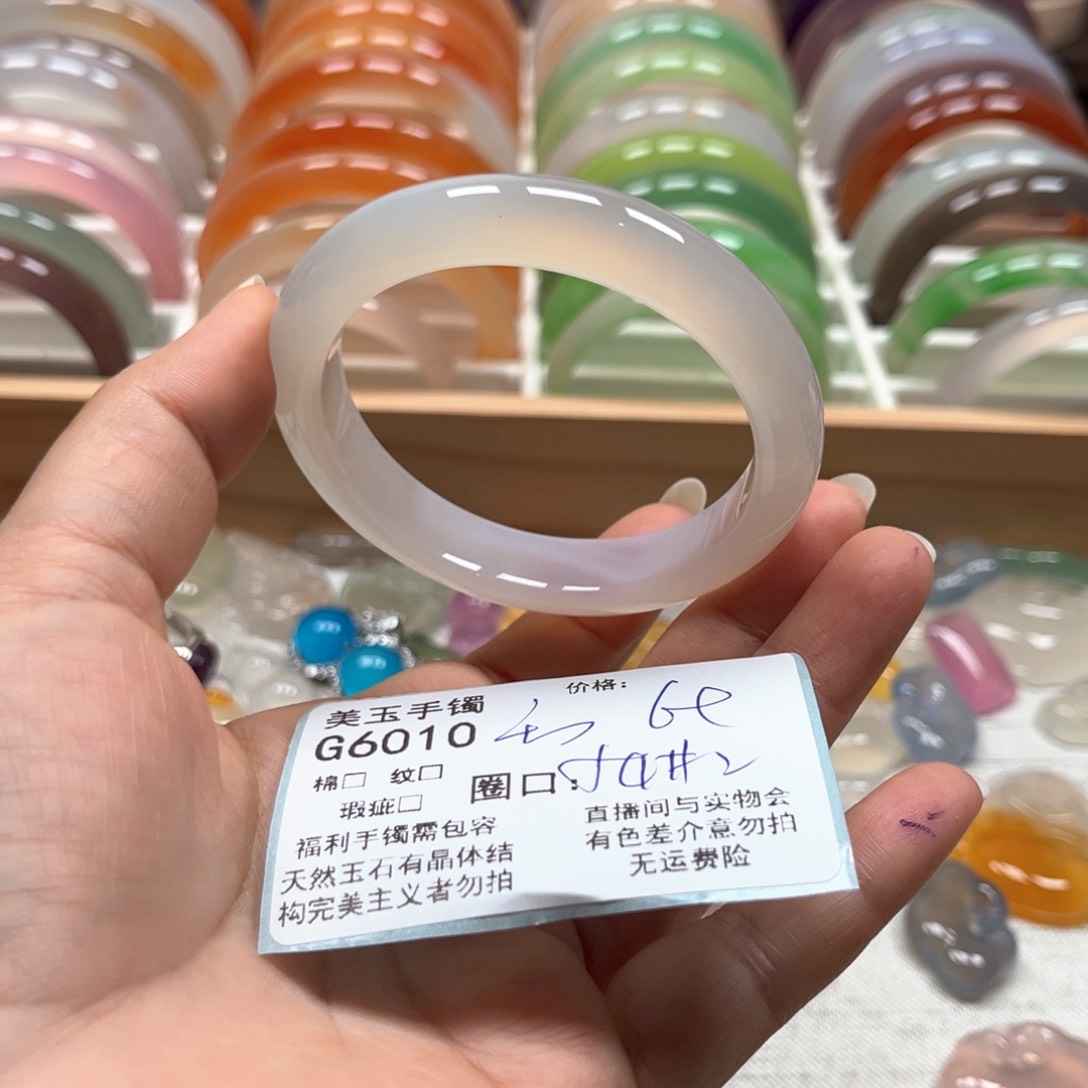 美玉手镯
价格：
G6010
棉□ 纹□
圈口：
瑕疵□
福利手镯需包容
天然玉石有晶体结
构完美主义者勿拍
直播间与实物会
有色差介意勿拍
无运费险